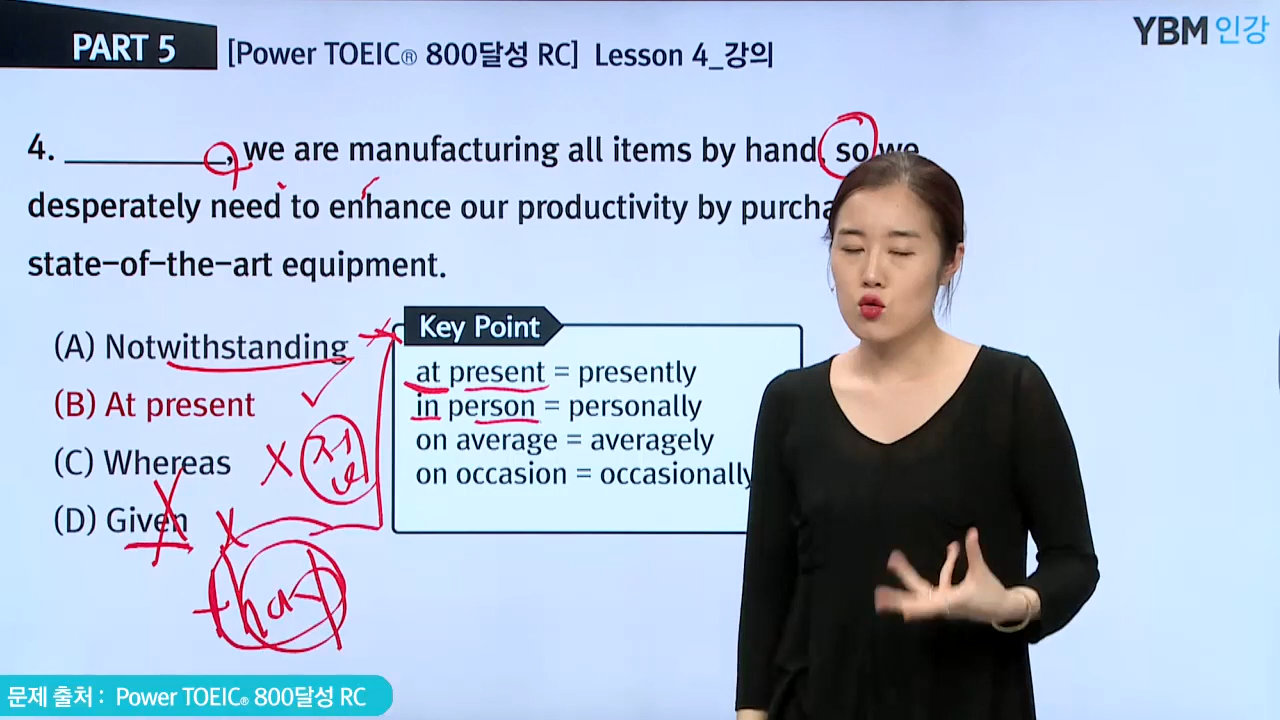 PART 5
[Power TOEIC® 800달성 RC] Lesson 4_강의
YBM 인강
4. __________, we are manufacturing all items by hand, so we
desperately need to enhance our productivity by
state-of-the-art equipment.
(A) Notwithstanding
(B) At present
(C) Whereas
(D) Given
Key Point
at present = presently
in person = personally
on average = averagely
on occasion = occasionally
that
문제 출처 : Power TOEIC® 800달성 RC